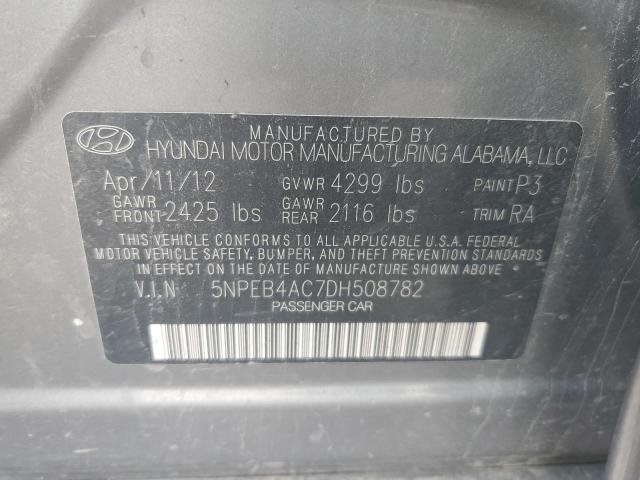 MANUFACTURED BY
HYUNDAI MOTOR MANUFACTURING ALABAMA, LLC
Apr/11/12 GVWR 4299 lbs PAINT P3
GAWR FRONT 2425 lbs GAWR REAR 2116 lbs TRIM RA
THIS VEHICLE CONFORMS TO ALL APPLICABLE U.S.A. FEDERAL
MOTOR VEHICLE SAFETY, BUMPER, AND THEFT PREVENTION
STANDARDS IN EFFECT ON THE DATE OF MANUFACTURE SHOWN ABOVE
V.I.N 5NPEB4AC7DH508782
PASSENGER CAR